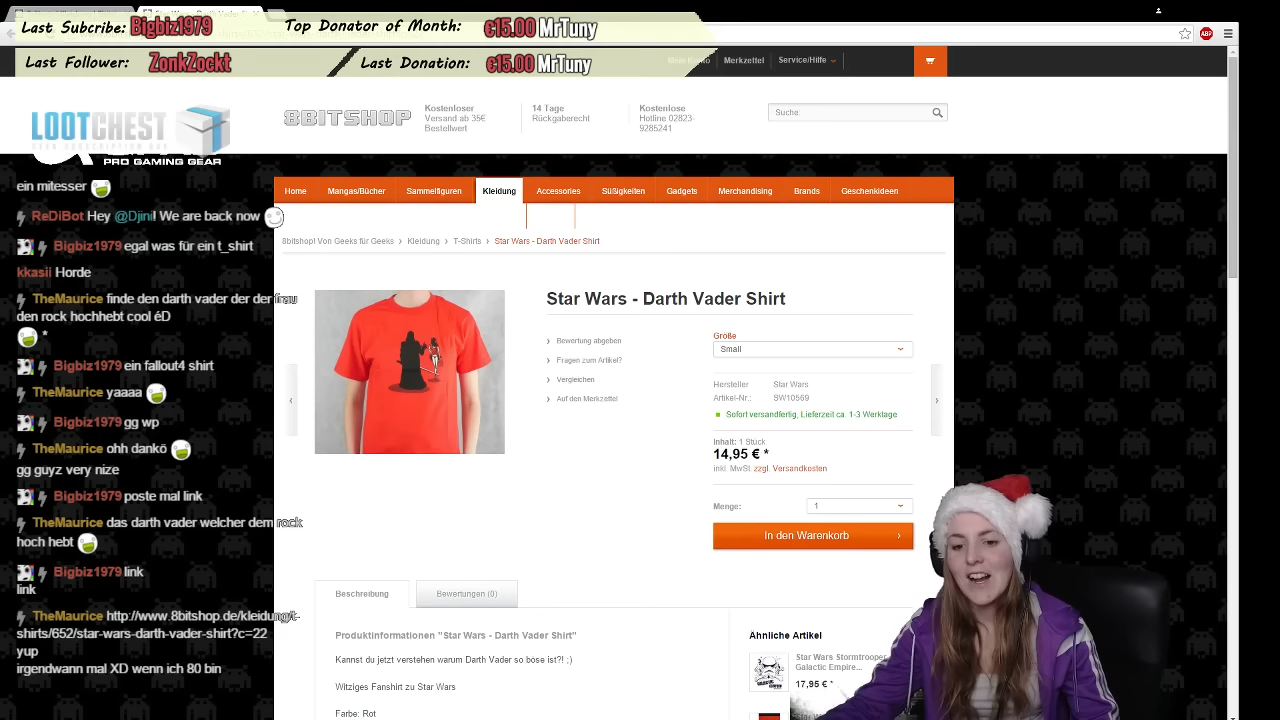 Last Subcribe: Bigbiz1979
Top Donator of Month: €15.00 MrTuny
Last Follower: ZonkZockt
Last Donation: €15.00 MrTuny
Mein Konto
Merkzettel
Service/Hilfe
ABP
LOOTCHEST
PRO GAMING GEAR
8BITSHOP
Kostenloser
Versand ab 35€
Bestellwert
14 Tage
Rückgaberecht
Kostenlose
Hotline 02823-
9285241
Suche:
Home Mangas/Bücher Sammelfiguren Kleidung Accessories Süßigkeiten Gadgets Merchandising Brands Geschenkideen
8bitshop! Von Geeks für Geeks › Kleidung › T-Shirts › Star Wars - Darth Vader Shirt
ein mitesser
ReDiBot Hey @Djini! We are back now
Bigbiz1979 egal was für ein t_shirt
kkasii Horde
TheMaurice finde den darth vader der der frau
den rock hochhebt cool éD
*
Bigbiz1979 ein fallout4 shirt
TheMaurice yaaaa
Bigbiz1979 gg wp
TheMaurice ohh dankö
gg guyz very nize
Bigbiz1979 poste mal link
TheMaurice das darth vader welcher dem rock
hoch hebt
Bigbiz1979 link
link
TheMaurice http://www.8bitshop.de/kleidung/t-
shirts/652/star-wars-darth-vader-shirt?c=22
yup
irgendwann mal XD wenn ich 80 bin
Star Wars - Darth Vader Shirt
Bewertung abgeben
Fragen zum Artikel?
Vergleichen
Auf den Merkzettel
Größe
Small
Hersteller Star Wars
Artikel-Nr.: SW10569
Sofort versandfertig, Lieferzeit ca. 1-3 Werktage
Inhalt: 1 Stück
14,95 € *
inkl. MwSt. zzgl. Versandkosten
Menge: 1
In den Warenkorb
Beschreibung
Bewertungen (0)
Produktinformationen "Star Wars - Darth Vader Shirt"
Kannst du jetzt verstehen warum Darth Vader so böse ist?! ;)
Witziges Fanshirt zu Star Wars
Farbe: Rot
Ähnliche Artikel
Star Wars Stormtrooper
Galactic Empire...
17,95 € *